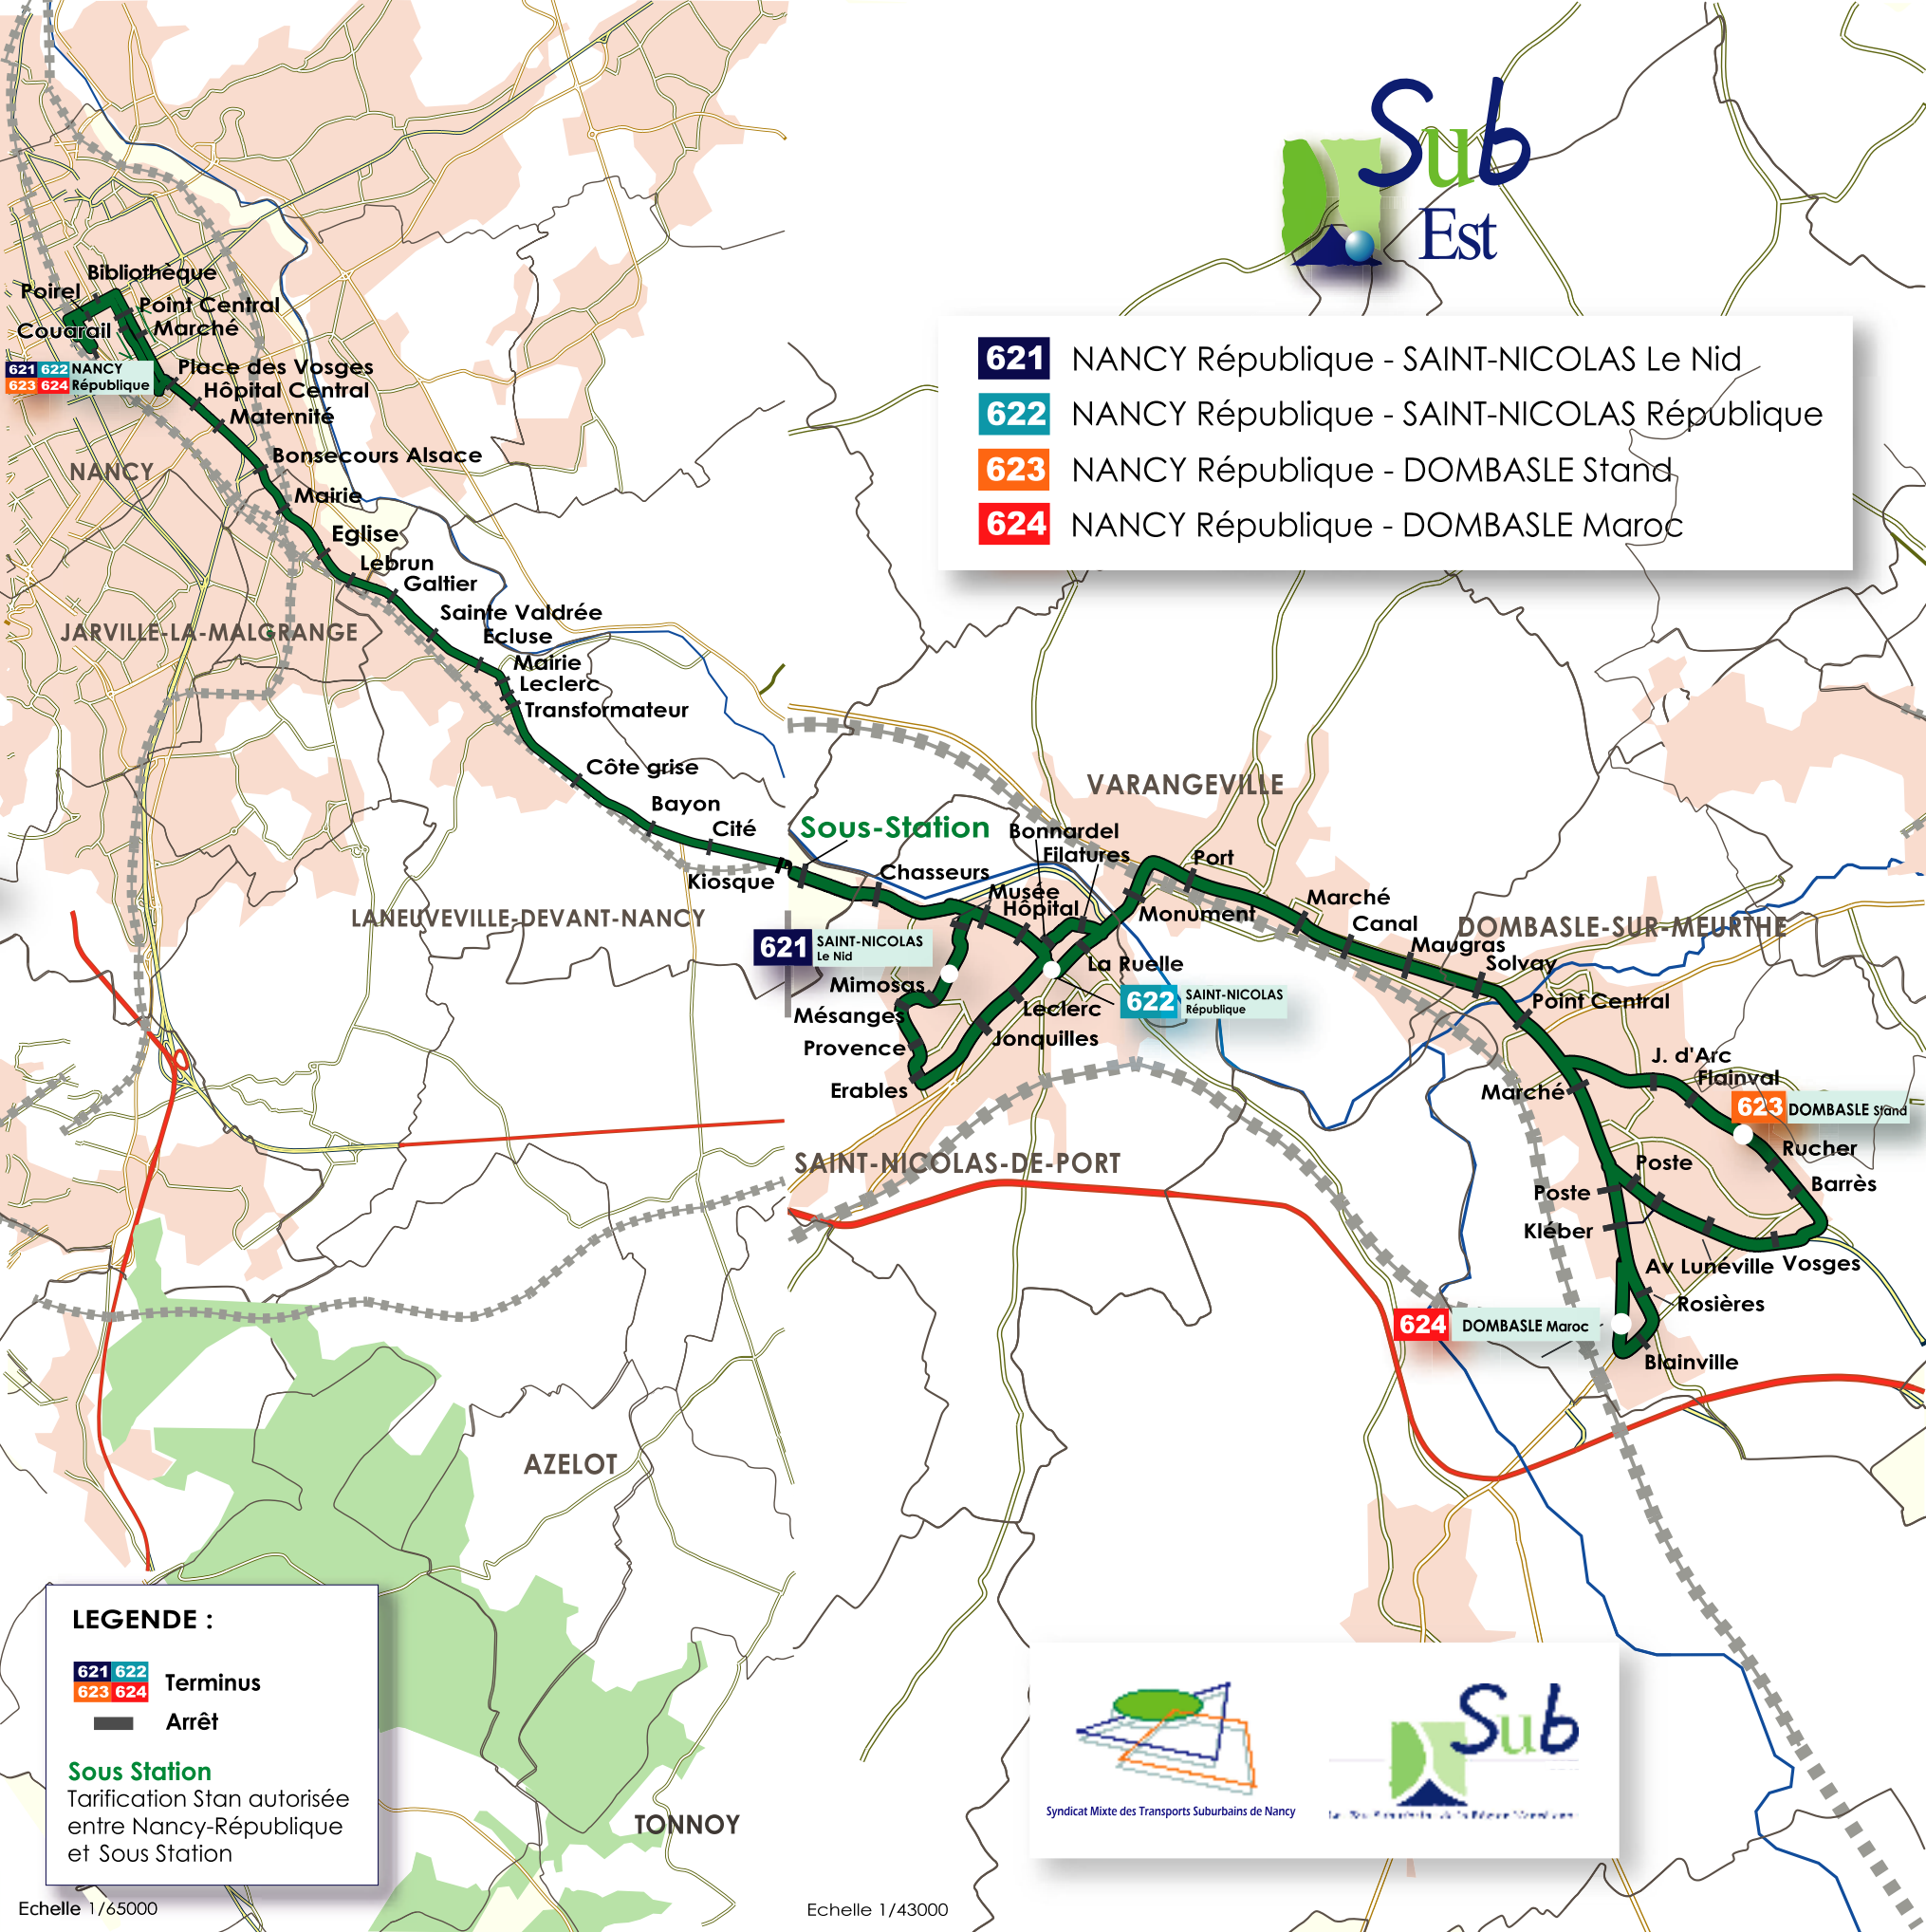 Sub
Est
621 NANCY République - SAINT-NICOLAS Le Nid
622 NANCY République - SAINT-NICOLAS République
623 NANCY République - DOMBASLE Stand
624 NANCY République - DOMBASLE Maroc
Bibliothèque
Poirel
Point Central
Couarail
Marché
621 622 NANCY
623 624 République
Place des Vosges
Hôpital Central
Maternité
Bonsecours Alsace
NANCY
Mairie
Eglise
Lebrun
Galtier
Sainte Valdrée
JARVILLE-LA-MALGRANGE
Ecluse
Mairie
Leclerc
Transformateur
Côte grise
Bayon
Cité
Kiosque
LANEUVEVILLE-DEVANT-NANCY
Sous-Station
VARANGEVILLE
Bonnardel
Filatures
Port
Chasseurs
Musée
Hôpital
Monument
Marché
Canal
DOMBASLE-SUR-MEURTHE
Maugras
Solvay
621 SAINT-NICOLAS
Le Nid
La Ruelle
Mimosas
622 SAINT-NICOLAS
République
Mésanges
Leclerc
Point Central
Jonquilles
Provence
Erables
J. d'Arc
Flainval
Marché
623 DOMBASLE Stand
Rucher
SAINT-NICOLAS-DE-PORT
Poste
Barrès
Poste
Kléber
Av Lunéville
Vosges
Rosières
624 DOMBASLE Maroc
Blainville
AZELOT
TONNOY
LEGENDE :
621 622
623 624
Terminus
Arrêt
Sous Station
Tarification Stan autorisée
entre Nancy-République
et Sous Station
Echelle 1/65000
Echelle 1/43000
Syndicat Mixte des Transports Suburbains de Nancy
Sub